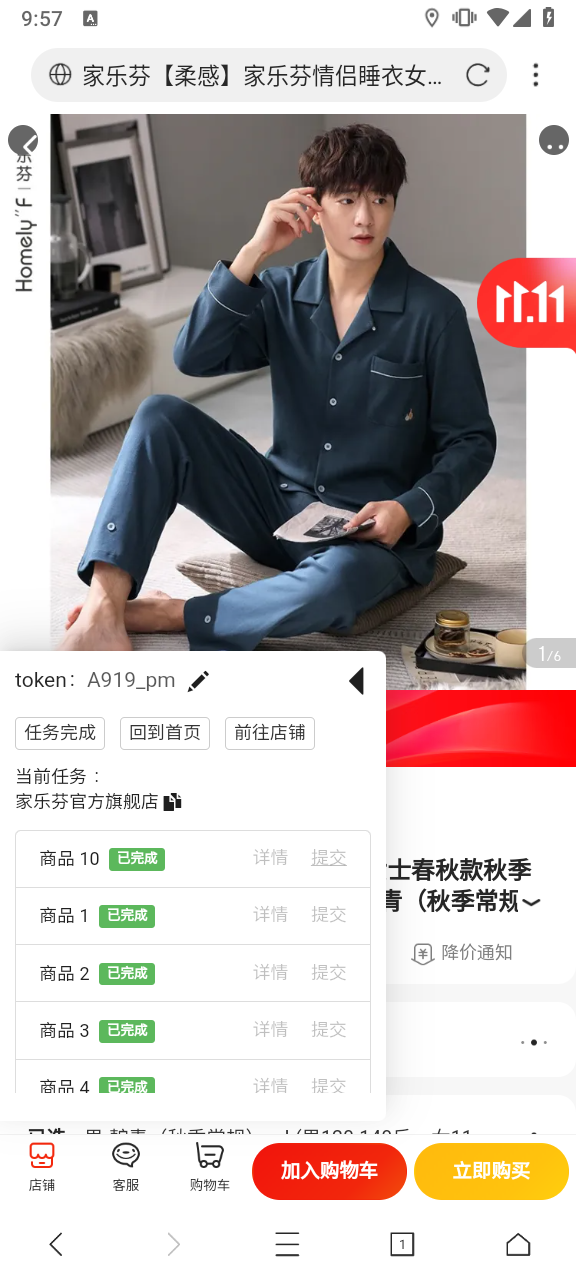 9:57
A
家乐芬【柔感】家乐芬情侣睡衣女...
Homely"f
11.11
1/6
token： A919_pm
任务完成 回到首页 前往店铺
当前任务：
家乐芬官方旗舰店
商品 10 已完成 详情 提交
商品 1 已完成 详情 提交
商品 2 已完成 详情 提交
商品 3 已完成 详情 提交
商品 4 已完成 详情 提交
士春秋款秋季
青（秋季常规
降价通知
店铺 客服 购物车 加入购物车 立即购买
1